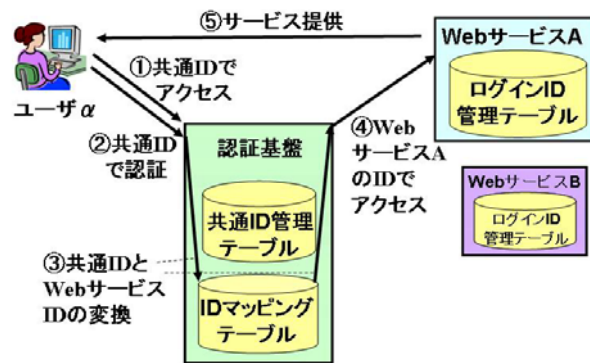 ⑤サービス提供
WebサービスA
ログインID
管理テーブル
①共通IDで
アクセス
ユーザα
②共通ID
で認証
認証基盤
④Web
サービスA
のIDで
アクセス
WebサービスB
ログインID
管理テーブル
共通ID管理
テーブル
③共通IDと
Webサービス
IDの変換
IDマッピング
テーブル